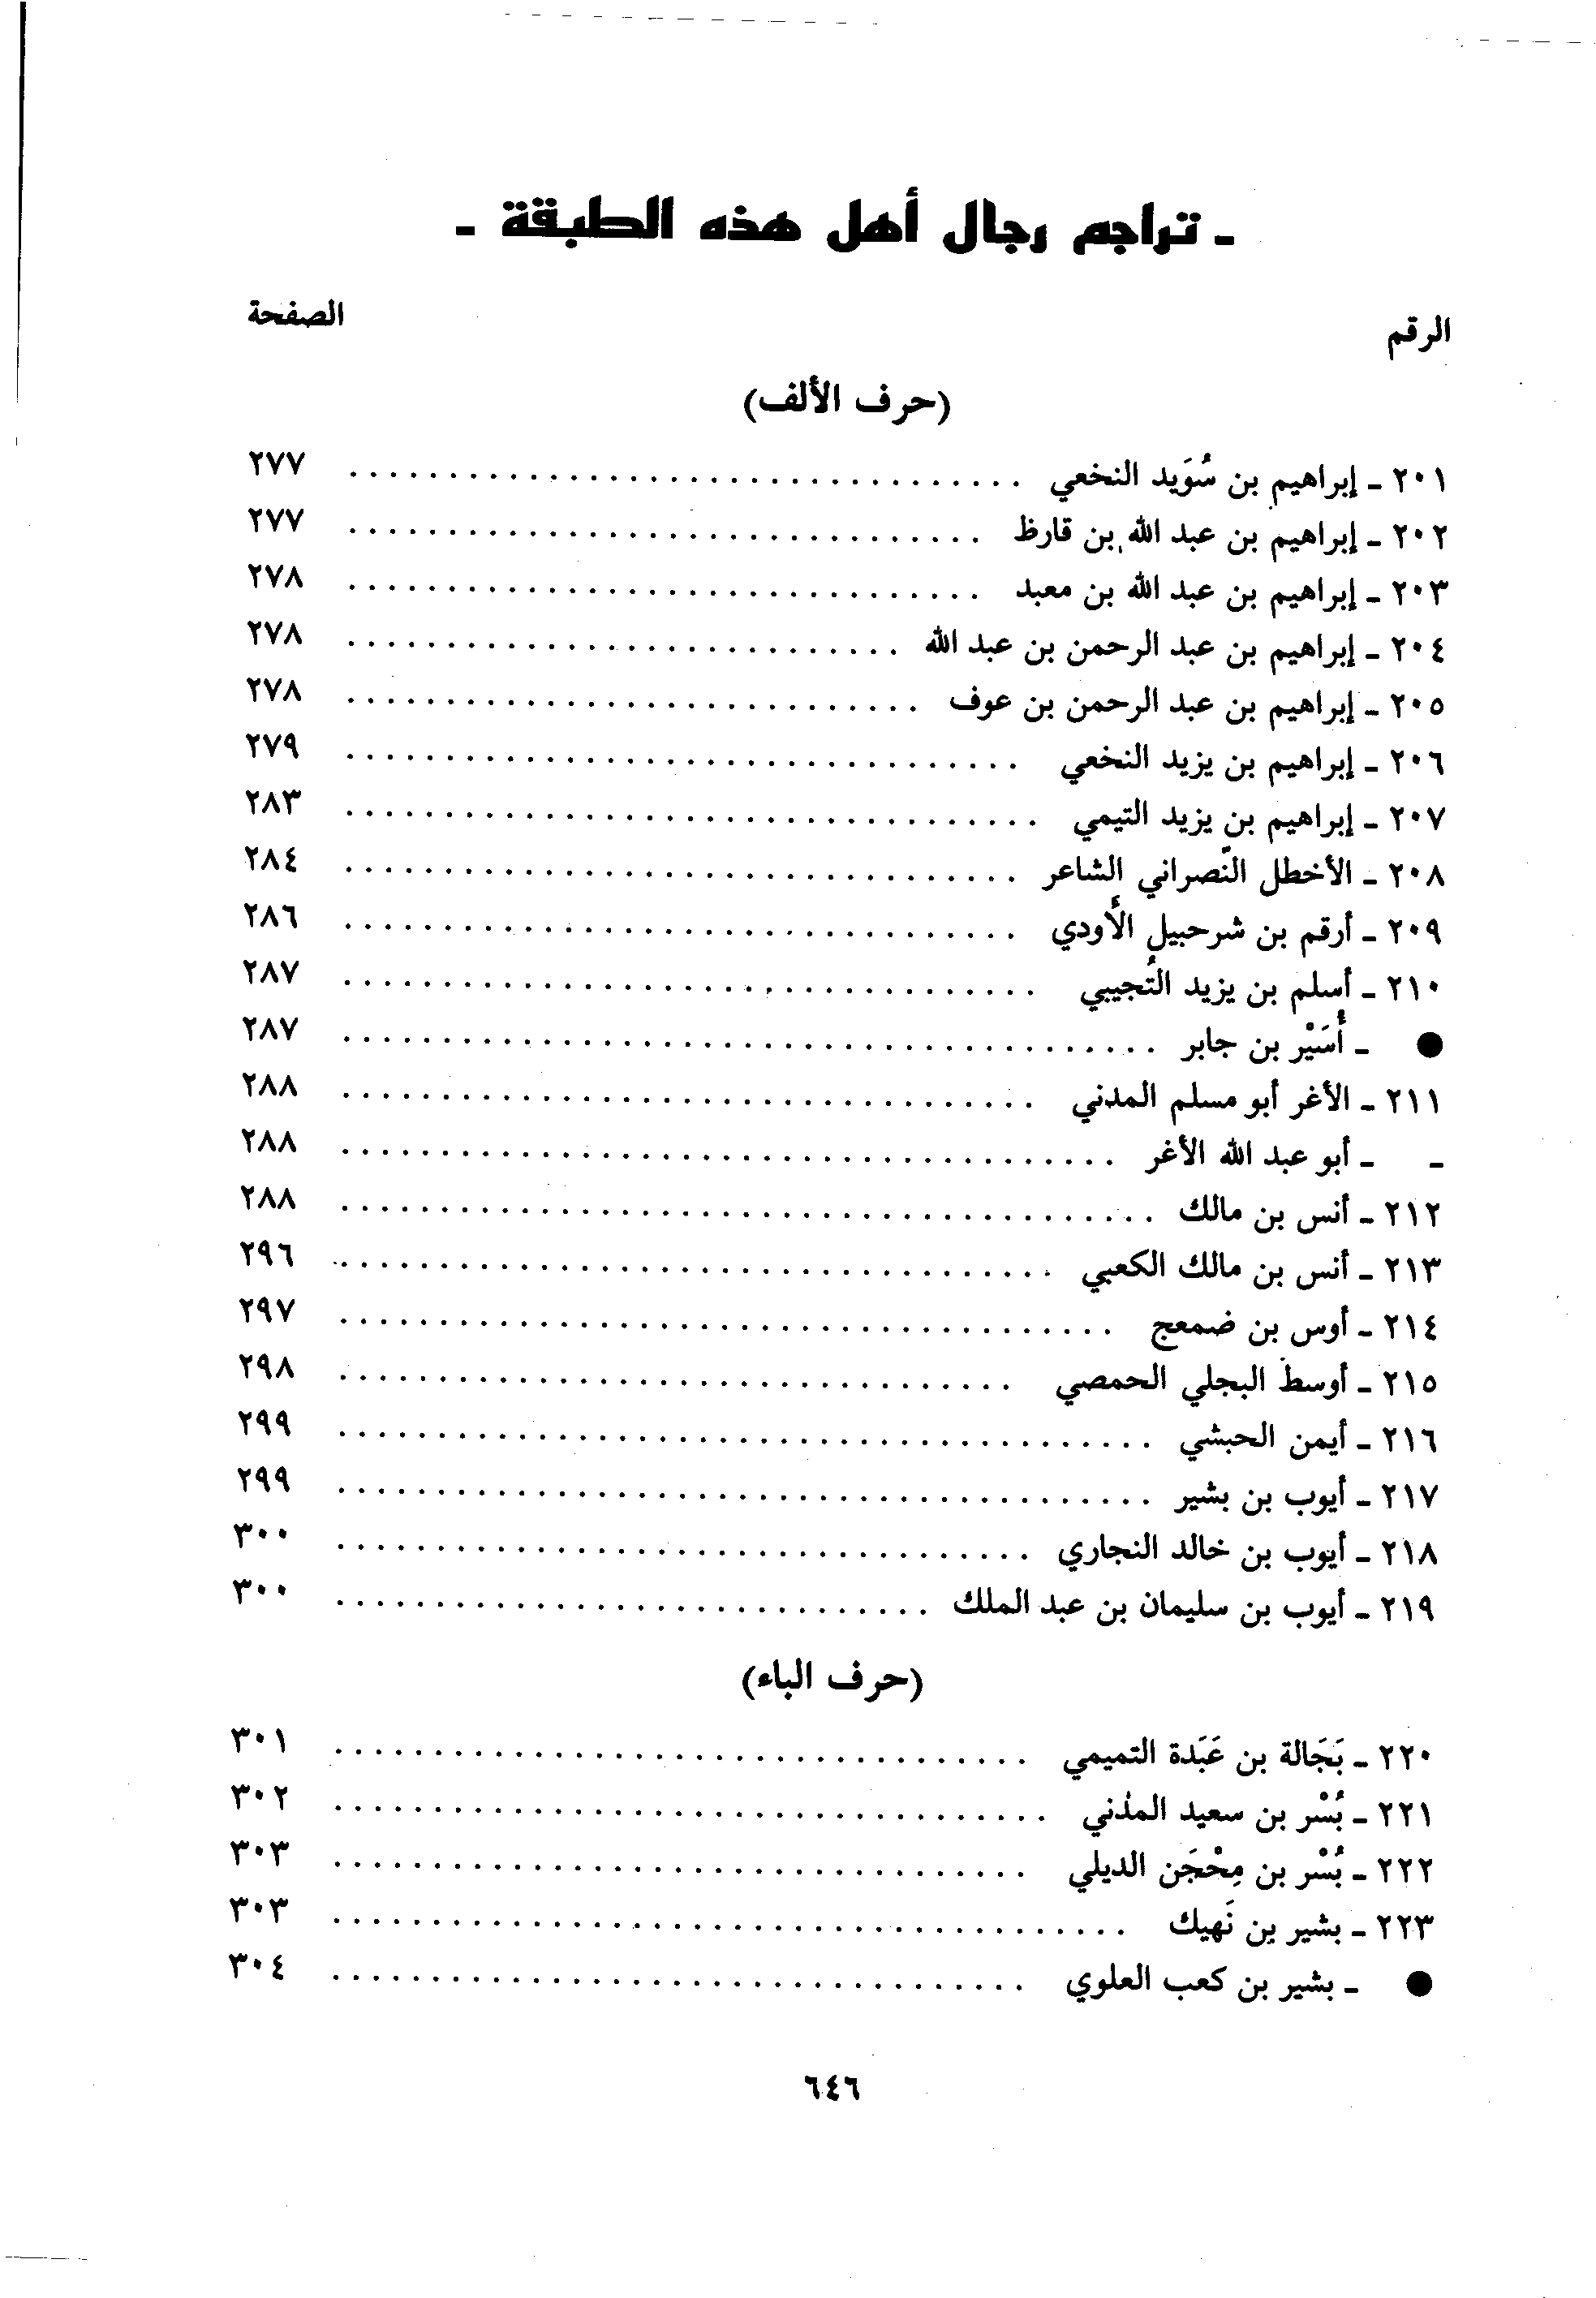 ـ تراجم رجال أهل هذه الطبقة ـ
الرقم الصفحة
(حرف الألف)
٢٠١ ـ إبراهيم بن سُوَيد النخعي .................................. ٢٧٧
٢٠٢ ـ إبراهيم بن عبد الله بن قارظ ................................ ٢٧٧
٢٠٣ ـ إبراهيم بن عبد الله بن معبد ................................ ٢٧٨
٢٠٤ ـ إبراهيم بن عبد الرحمن بن عبد الله ............................ ٢٧٨
٢٠٥ ـ إبراهيم بن عبد الرحمن بن عوف ............................. ٢٧٨
٢٠٦ ـ إبراهيم بن يزيد النخعي .................................. ٢٧٩
٢٠٧ ـ إبراهيم بن يزيد التيمي ................................... ٢٨٣
٢٠٨ ـ الأخطل النّصراني الشاعر .................................. ٢٨٤
٢٠٩ ـ أرقم بن شرحبيل الأَودي .................................. ٢٨٦
٢١٠ ـ أسلم بن يزيد التُجيبي ................................... ٢٨٧
● ـ أُسَيْر بن جابر ......................................... ٢٨٧
٢١١ ـ الأغر أبو مسلم المدني ................................... ٢٨٨
ـ ـ أبو عبد الله الأغر ....................................... ٢٨٨
٢١٢ ـ أنس بن مالك ......................................... ٢٨٨
٢١٣ ـ أنس بن مالك الكعبي .................................... ٢٩٦
٢١٤ ـ أوس بن ضمعج ....................................... ٢٩٧
٢١٥ ـ أوسط البجلي الحمصي .................................. ٢٩٨
٢١٦ ـ أيمن الحبشي ......................................... ٢٩٩
٢١٧ ـ أيوب بن بشير ......................................... ٢٩٩
٢١٨ ـ أيوب بن خالد النجاري ................................... ٣٠٠
٢١٩ ـ أيوب بن سليمان بن عبد الملك .............................. ٣٠٠
(حرف الباء)
٢٢٠ ـ بَجَالة بن عَبَدة التميمي ................................... ٣٠١
٢٢١ ـ بُسْر بن سعيد المدني .................................... ٣٠٢
٢٢٢ ـ بُسْر بن مِحْجَن الديلي ................................... ٣٠٣
٢٢٣ ـ بشير بن نَهيك ........................................ ٣٠٣
● ـ بشير بن كعب العلوي ................................... ٣٠٤
٦٤٦